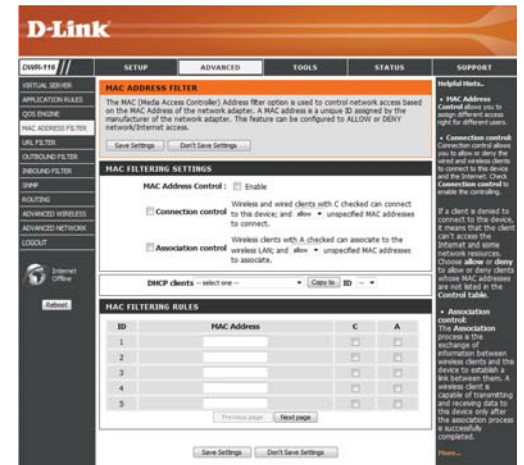 D-Link
DWR-116
SETUP
ADVANCED
TOOLS
STATUS
SUPPORT
VIRTUAL SERVER
APPLICATION RULES
QOS ENGINE
MAC ADDRESS FILTER
URL FILTER
OUTBOUND FILTER
INBOUND FILTER
SNMP
ROUTING
ADVANCED WIRELESS
ADVANCED NETWORK
LOGOUT
Internet
Offline
Reboot
MAC ADDRESS FILTER
The MAC (Media Access Controller) Address filter option is used to control network access based
on the MAC Address of the network adapter. A MAC address is a unique ID assigned by the
manufacturer of the network adapter. This feature can be configured to ALLOW or DENY
network/Internet access.
Save Settings Don't Save Settings
MAC FILTERING SETTINGS
MAC Address Control : Enable
Connection control
Wireless and wired clients with C checked can connect
to this device; and allow unspecified MAC addresses
to connect.
Association control
Wireless clients with A checked can associate to the
wireless LAN; and allow unspecified MAC addresses
to associate.
DHCP clients -- select one -- Copy to ID --
MAC FILTERING RULES
ID MAC Address C A
1
2
3
4
5
Previous page Next page
Save Settings Don't Save Settings
Helpful Hints..
• MAC Address
Control allows you to
assign different access
right for different users.
• Connection control:
Connection control allows
you to allow or deny the
wired and wireless clients
to connect to this device
and the Internet. Check
Connection control to
enable the controlling.
If a client is denied to
connect to this device,
it means that the client
can't access the
Internet and some
network resources.
Choose allow or deny
to allow or deny clients
whose MAC addresses
are not listed in the
Control table.
• Association
control:
The Association
process is the
exchange of
information between
wireless clients and this
device to establish a
link between them. A
wireless client is
capable of transmitting
and receiving data to
this device only after
the association process
is successfully
completed.
More...